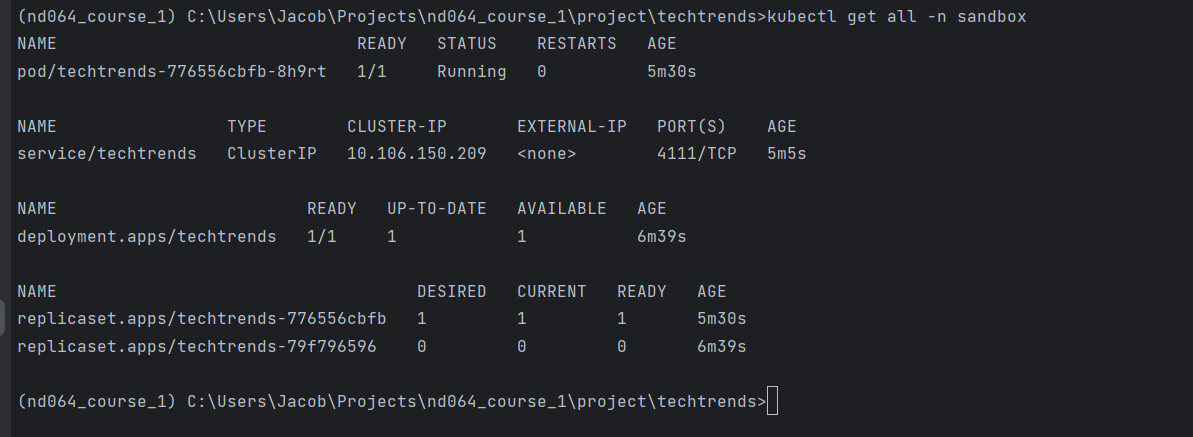 (nd064_course_1) C:\Users\Jacob\Projects\nd064_course_1\project\techtrends>kubectl get all -n sandbox
NAME                              READY   STATUS    RESTARTS   AGE
pod/techtrends-776556cbfb-8h9rt   1/1     Running   0          5m30s

NAME                 TYPE        CLUSTER-IP       EXTERNAL-IP   PORT(S)    AGE
service/techtrends   ClusterIP   10.106.150.209   <none>        4111/TCP   5m5s

NAME                         READY   UP-TO-DATE   AVAILABLE   AGE
deployment.apps/techtrends   1/1     1            1           6m39s

NAME                                    DESIRED   CURRENT   READY   AGE
replicaset.apps/techtrends-776556cbfb   1         1         1       5m30s
replicaset.apps/techtrends-79f796596    0         0         0       6m39s

(nd064_course_1) C:\Users\Jacob\Projects\nd064_course_1\project\techtrends>